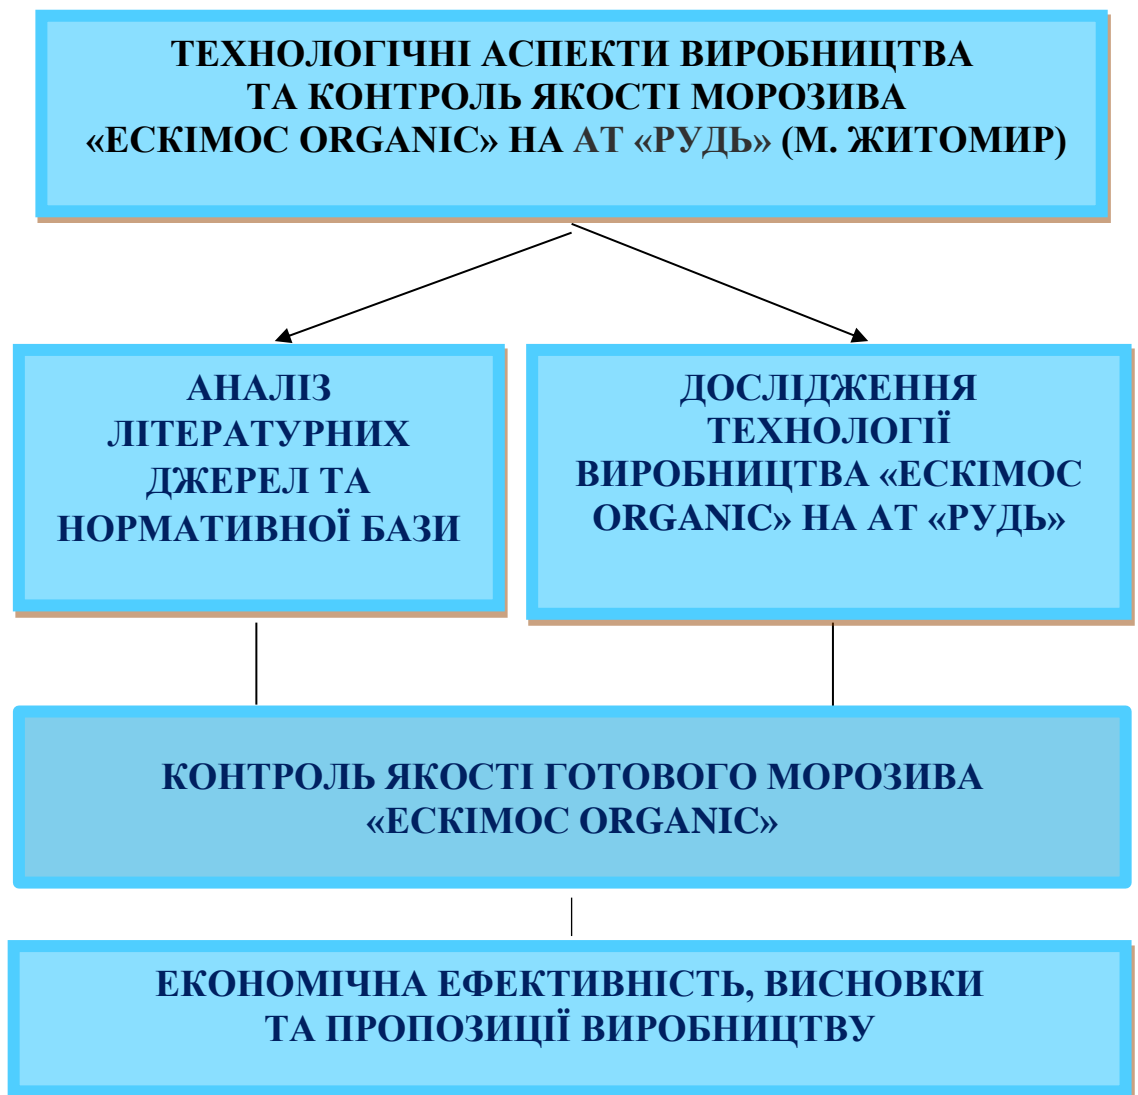 ТЕХНОЛОГІЧНІ АСПЕКТИ ВИРОБНИЦТВА
ТА КОНТРОЛЬ ЯКОСТІ МОРОЗИВА
«ЕСКІМОС ORGANIC» НА АТ «РУДЬ» (М. ЖИТОМИР)
АНАЛІЗ
ЛІТЕРАТУРНИХ
ДЖЕРЕЛ ТА
НОРМАТИВНОЇ БАЗИ
ДОСЛІДЖЕННЯ
ТЕХНОЛОГІЇ
ВИРОБНИЦТВА «ЕСКІМОС
ORGANIC» НА АТ «РУДЬ»
КОНТРОЛЬ ЯКОСТІ ГОТОВОГО МОРОЗИВА
«ЕСКІМОС ORGANIC»
ЕКОНОМІЧНА ЕФЕКТИВНІСТЬ, ВИСНОВКИ
ТА ПРОПОЗИЦІЇ ВИРОБНИЦТВУ